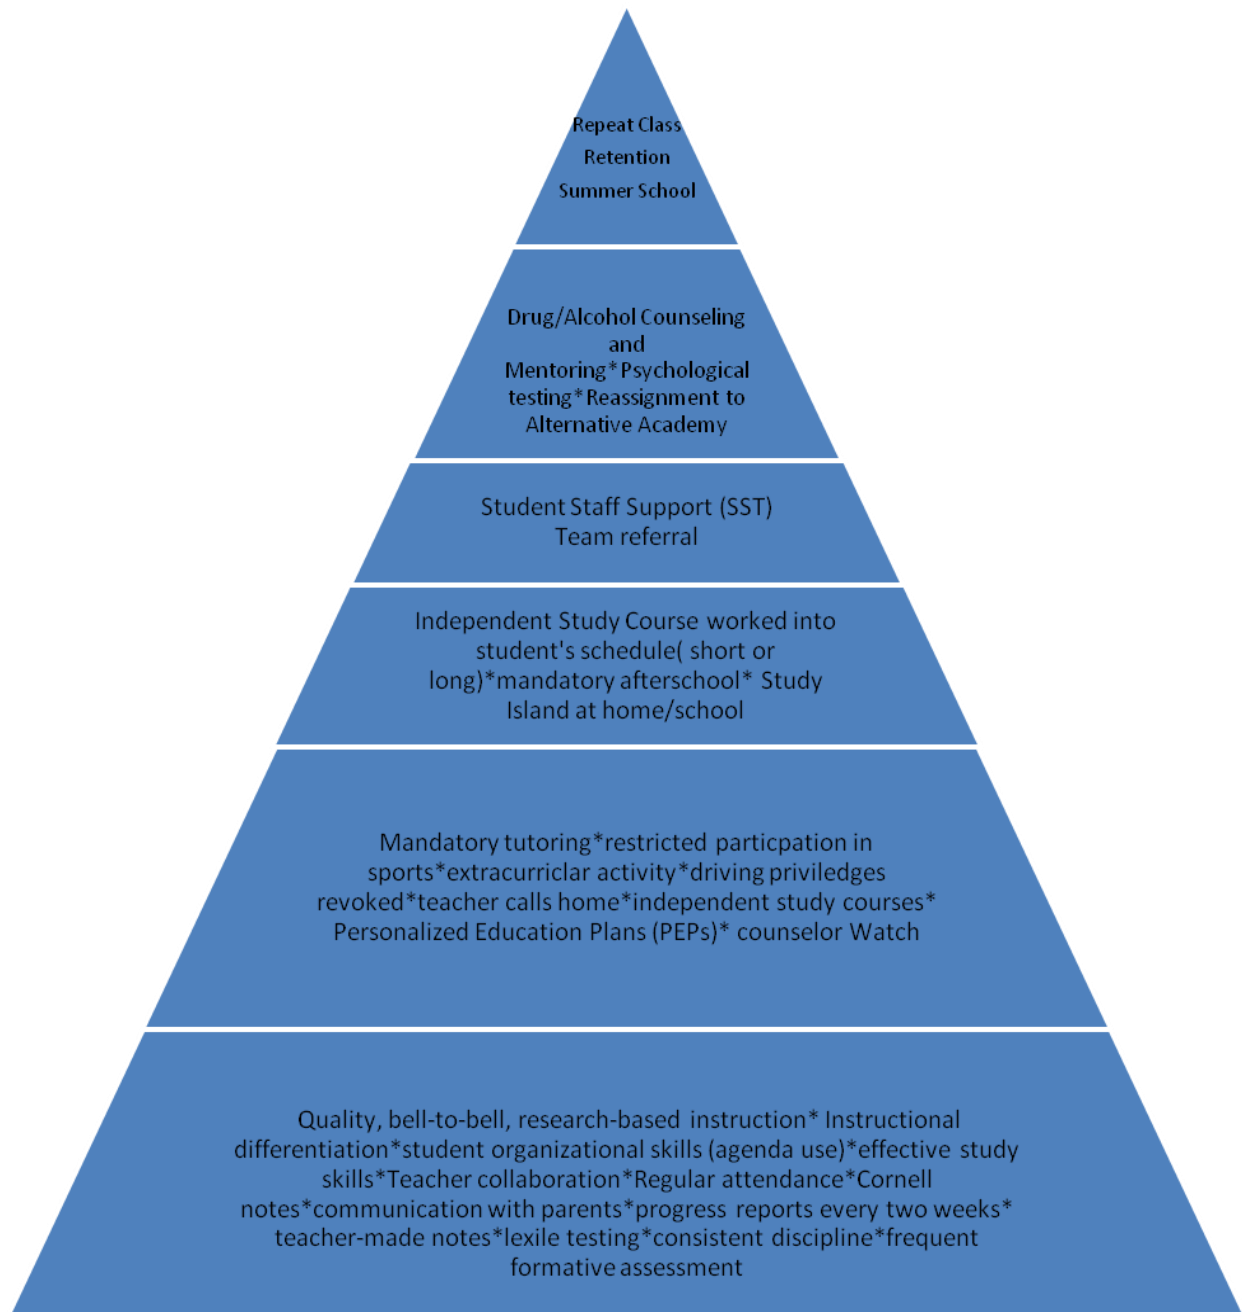 Repeat Class
Retention
Summer School
Drug/Alcohol Counseling
and
Mentoring*Psychological
testing*Reassignment to
Alternative Academy
Student Staff Support (SST)
Team referral
Independent Study Course worked into
student's schedule( short or
long)*mandatory afterschool* Study
Island at home/school
Mandatory tutoring*restricted particpation in
sports*extracurriclar activity*driving priviledges
revoked*teacher calls home*independent study courses*
Personalized Education Plans (PEPs)* counselor Watch
Quality, bell-to-bell, research-based instruction* Instructional
differentiation*student organizational skills (agenda use)*effective study
skills*Teacher collaboration*Regular attendance*Cornell
notes*communication with parents*progress reports every two weeks*
teacher-made notes*lexile testing*consistent discipline*frequent
formative assessment